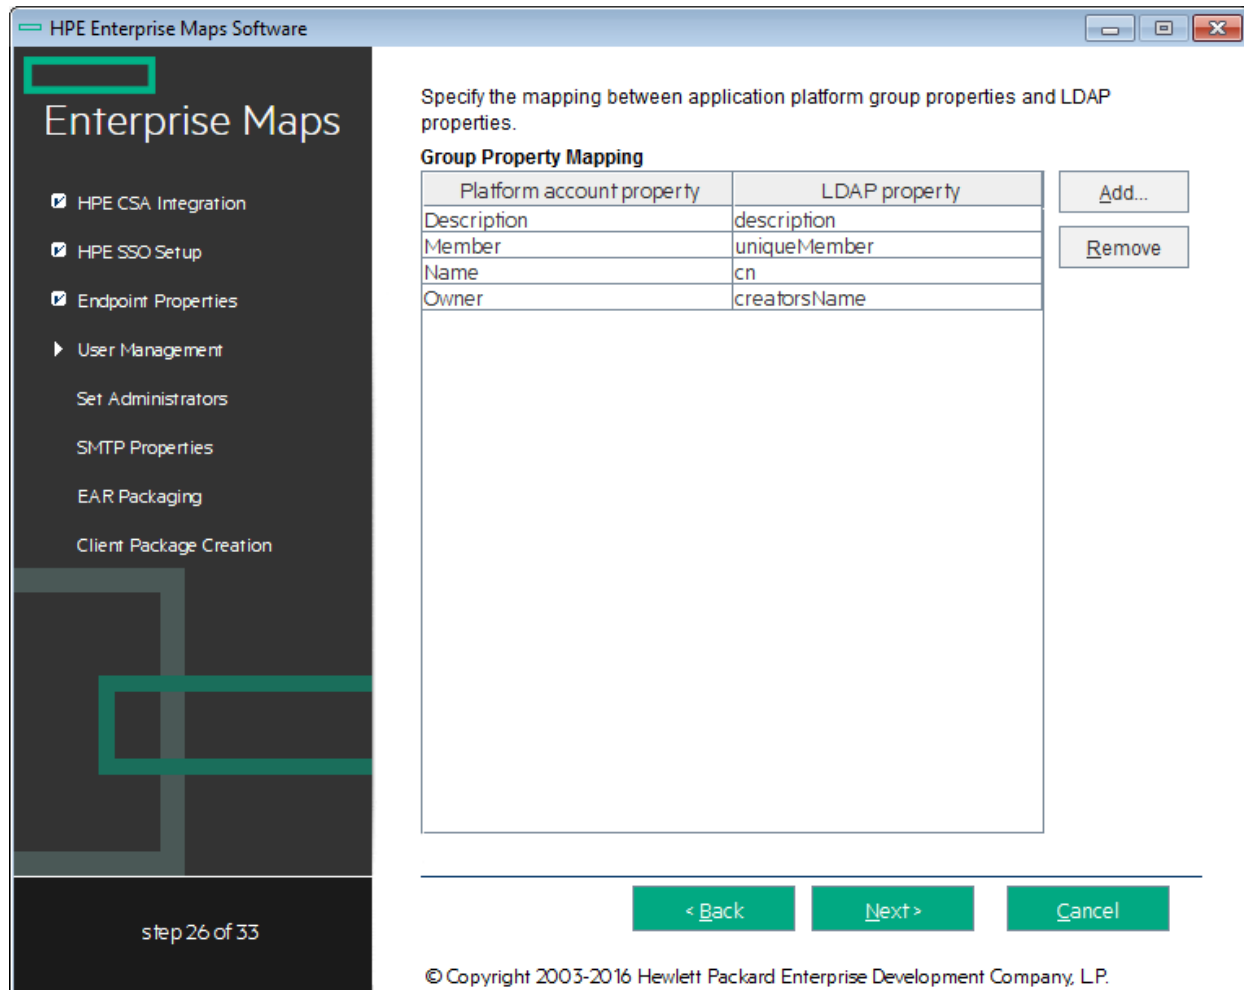 HPE Enterprise Maps Software
Enterprise Maps
HPE CSA Integration
HPE SSO Setup
Endpoint Properties
User Management
Set Administrators
SMTP Properties
EAR Packaging
Client Package Creation
step 26 of 33
Specify the mapping between application platform group properties and LDAP
properties.
Group Property Mapping
Platform account property LDAP property
Description description
Member uniqueMember
Name cn
Owner creatorsName
Add...
Remove
< Back Next > Cancel
© Copyright 2003-2016 Hewlett Packard Enterprise Development Company, L.P.